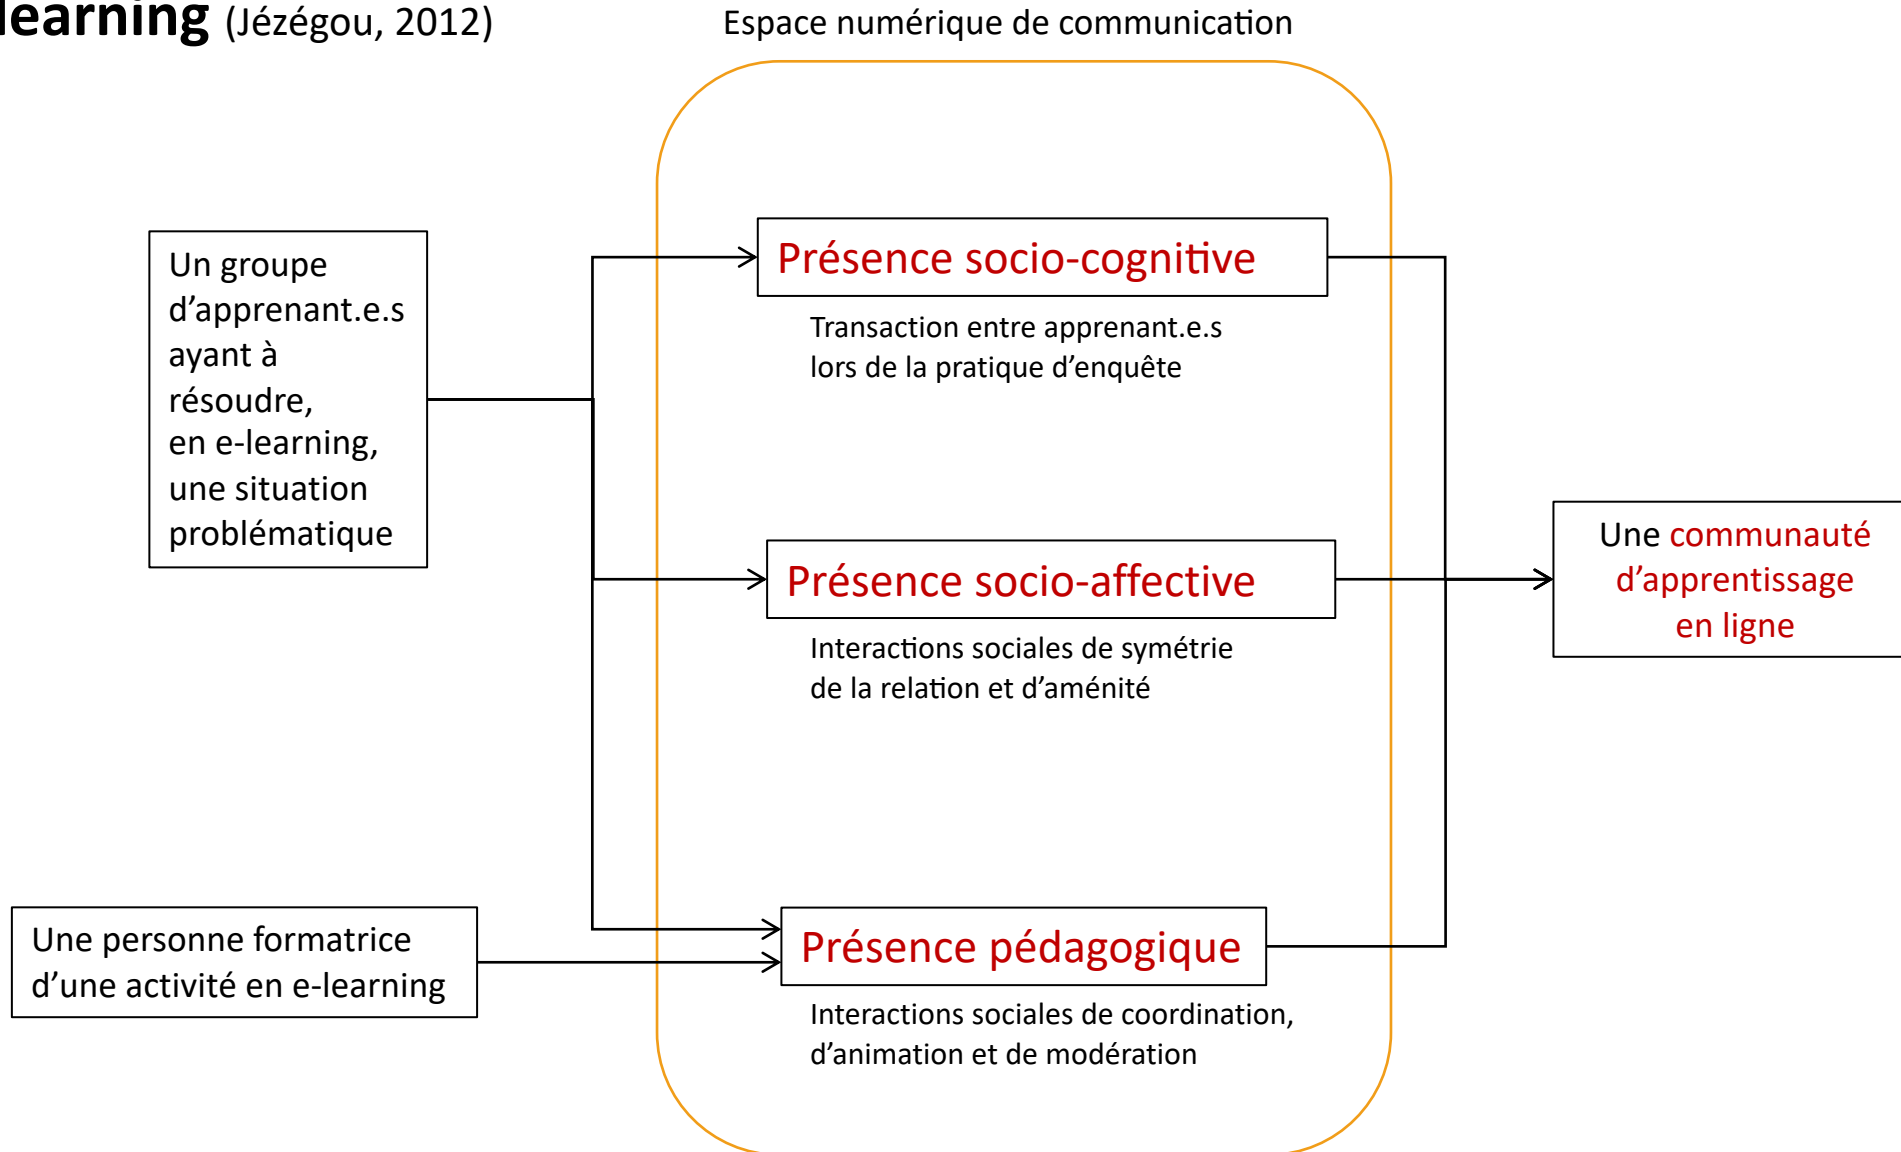 learning (Jézégou, 2012)
Espace numérique de communication
Un groupe
d’apprenant.e.s
ayant à
résoudre,
en e-learning,
une situation
problématique
Présence socio-cognitive
Transaction entre apprenant.e.s
lors de la pratique d’enquête
Présence socio-affective
Interactions sociales de symétrie
de la relation et d’aménité
Une communauté
d’apprentissage
en ligne
Une personne formatrice
d’une activité en e-learning
Présence pédagogique
Interactions sociales de coordination,
d’animation et de modération